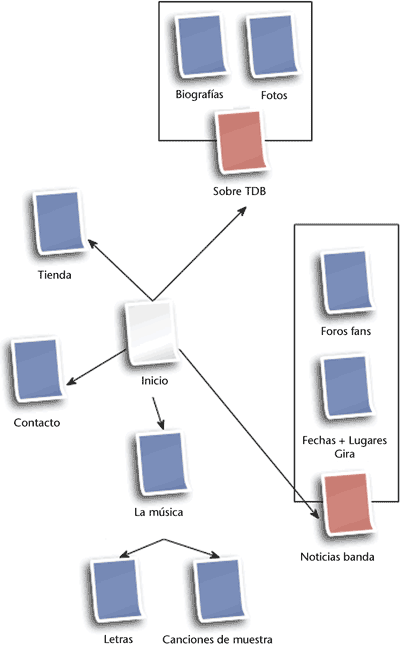 Biografías
Fotos
Sobre TDB
Tienda
Foros fans
Inicio
Contacto
Fechas + Lugares
Gira
La música
Noticias banda
Letras
Canciones de muestra